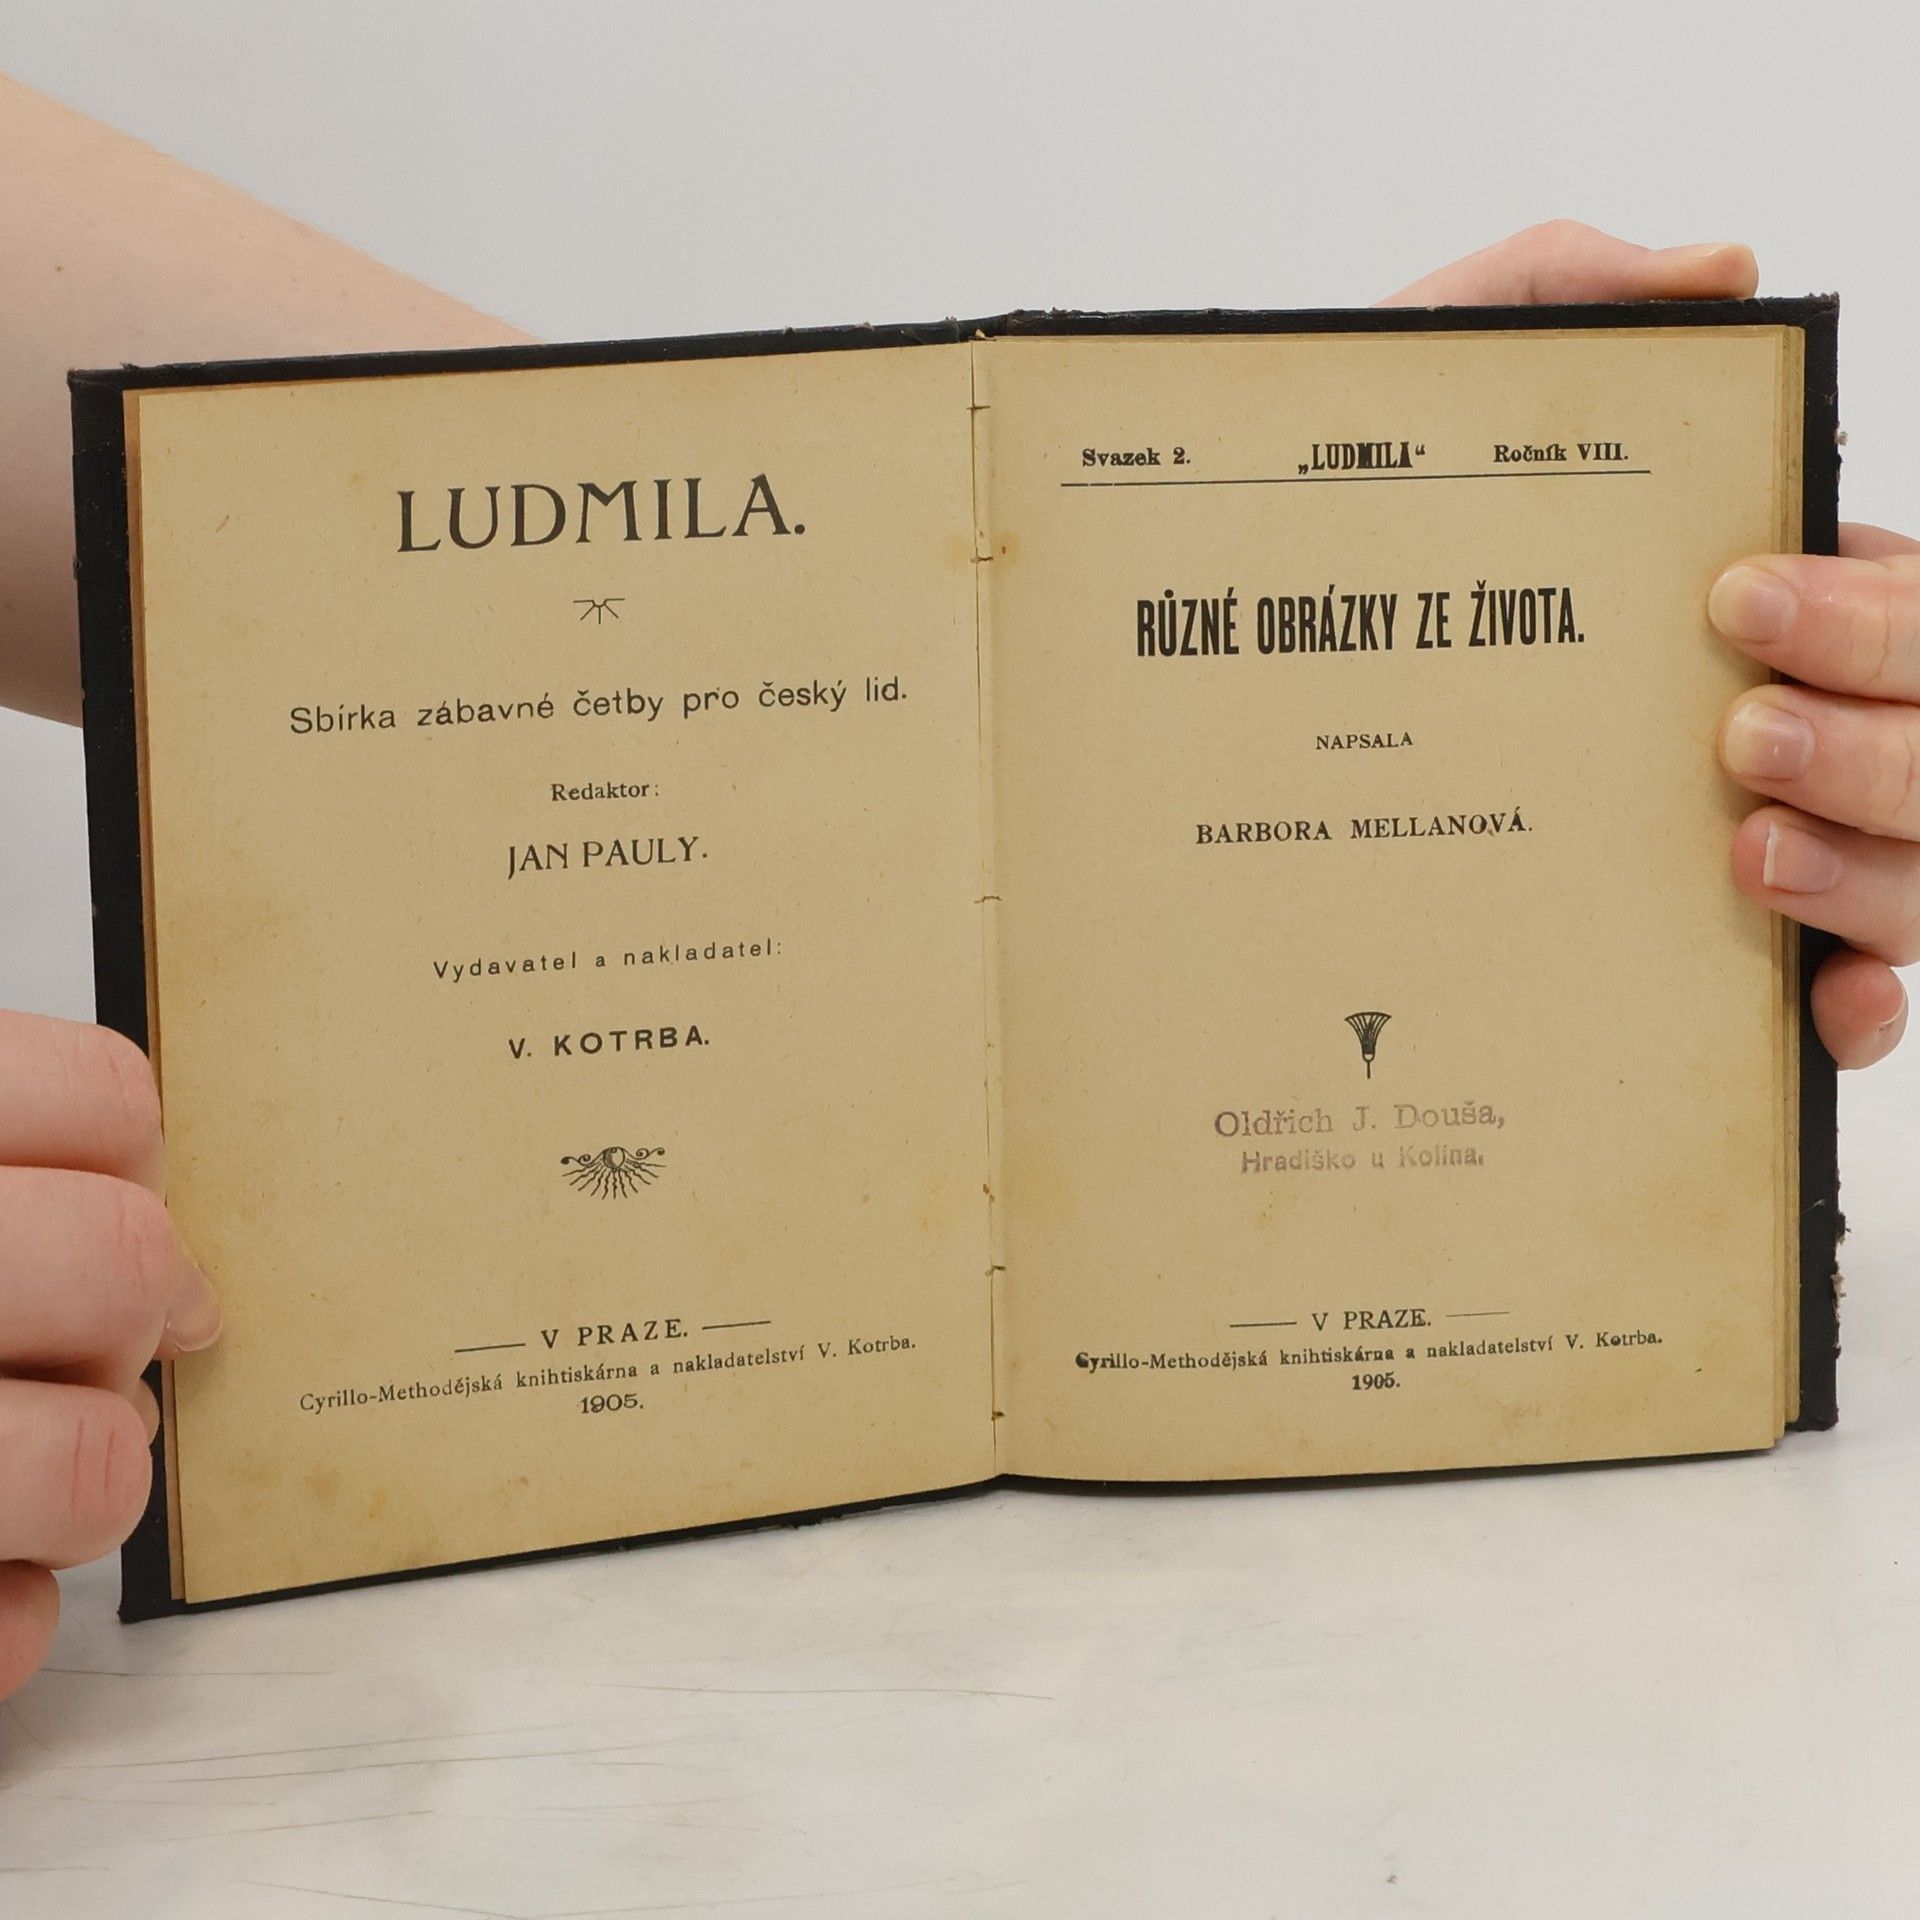 LUDMILA.
Sbírka zábavné četby pro český lid.
Redaktor:
JAN PAULY.
Vydavatel a nakladatel:
V. KOTRBA.
V PRAZE.
Cyrillo-Methodějská knihtiskárna a nakladatelství V. Kotrba.
1905.
Svazek 2. „LUDMILA“ Ročník VIII.
RŮZNÉ OBRÁZKY ZE ŽIVOTA.
NAPSALA
BARBORA MELLANOVÁ.
Oldřich J. Douša,
Hradiško u Kolína.
V PRAZE.
Cyrillo-Methodějská knihtiskárna a nakladatelství V. Kotrba.
1905.